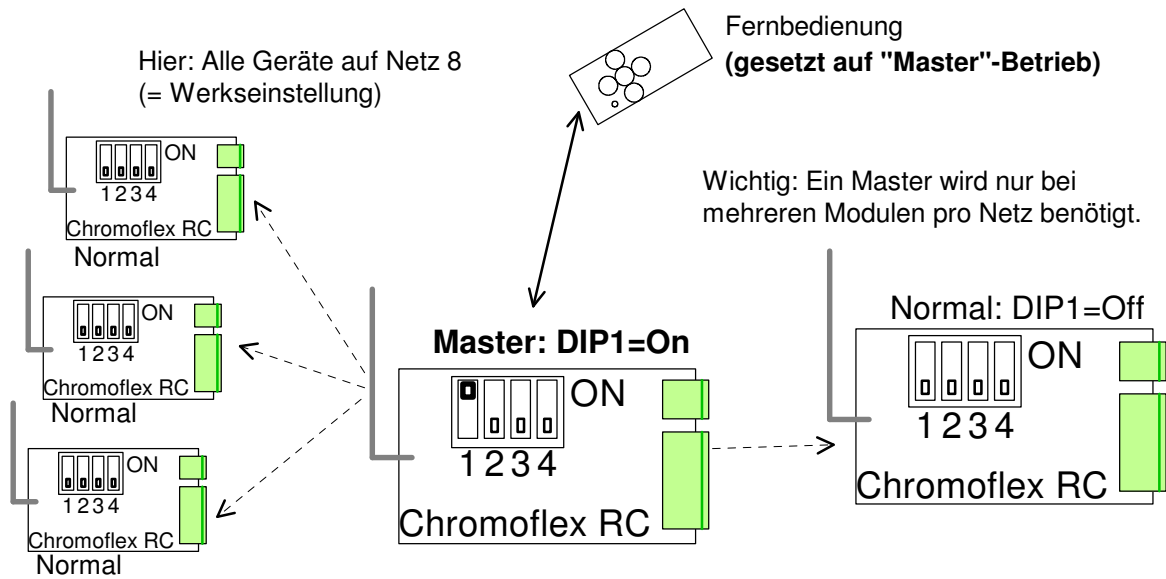 Fernbedienung
(gesetzt auf "Master"-Betrieb)
Hier: Alle Geräte auf Netz 8
(= Werkseinstellung)
ON
1234
Chromoflex RC
Normal
ON
1234
Chromoflex RC
Normal
ON
1234
Chromoflex RC
Normal
Master: DIP1=On
ON
1234
Chromoflex RC
Wichtig: Ein Master wird nur bei
mehreren Modulen pro Netz benötigt.
Normal: DIP1=Off
ON
1234
Chromoflex RC